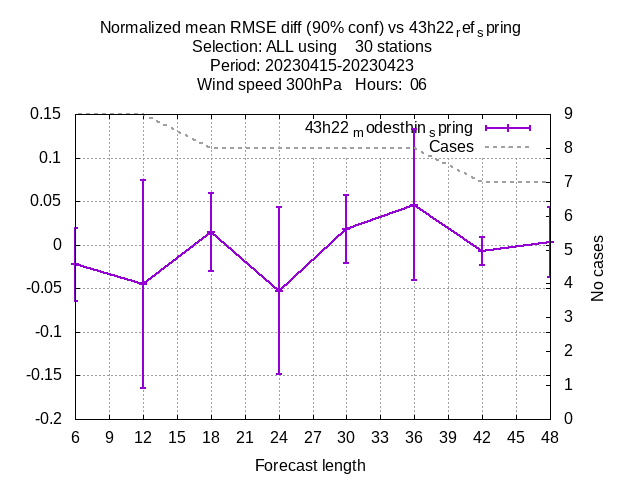 Normalized mean RMSE diff (90% conf) vs 43h22ref spring
Selection: ALL using 30 stations
Period: 20230415-20230423
Wind speed 300hPa Hours: 06
43h22modesthinspring
Cases
0.15
0.1
0.05
0
-0.05
-0.1
-0.15
-0.2
9
8
7
6
5
4
3
2
1
0
No cases
6 9 12 15 18 21 24 27 30 33 36 39 42 45 48
Forecast length